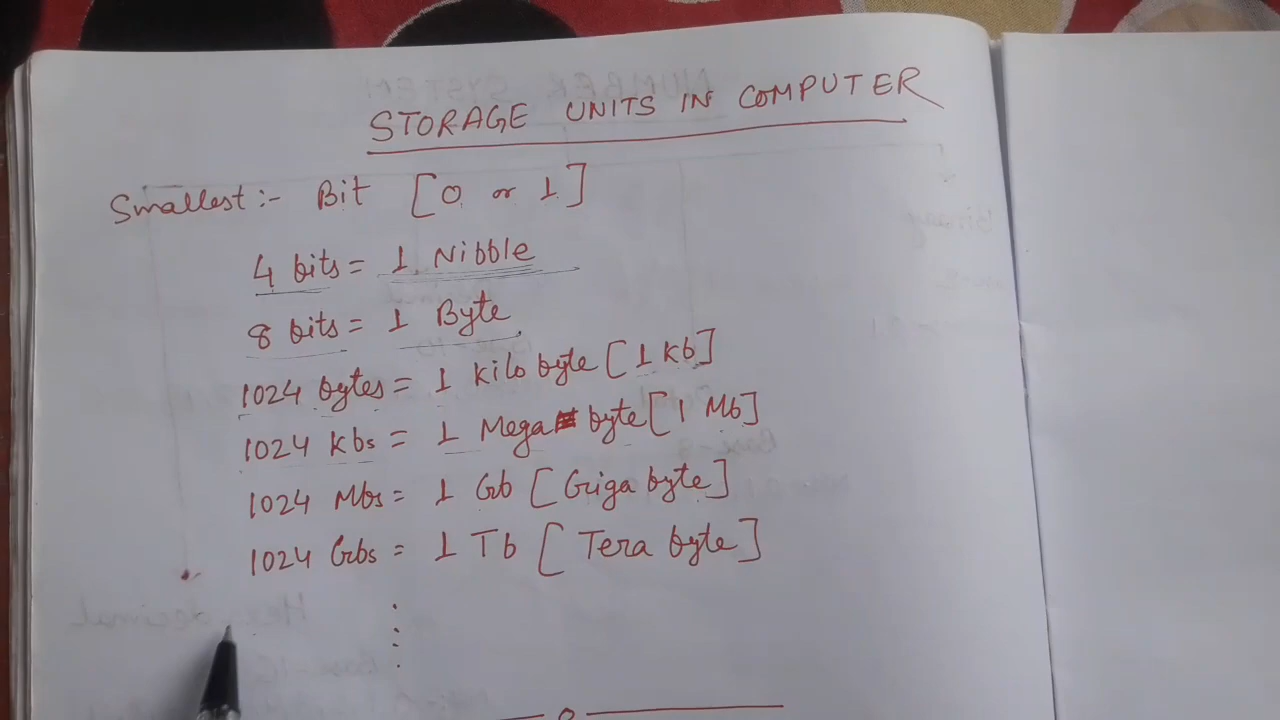 STORAGE UNITS IN COMPUTER
Smallest:- Bit [0 or 1]
4 bits = 1 Nibble
8 bits = 1 Byte
1024 bytes = 1 kilo byte [1 kb]
1024 kbs = 1 Mega byte [1 Mb]
1024 Mbs = 1 Gb [Giga byte]
1024 Gbs = 1 Tb [Tera byte]